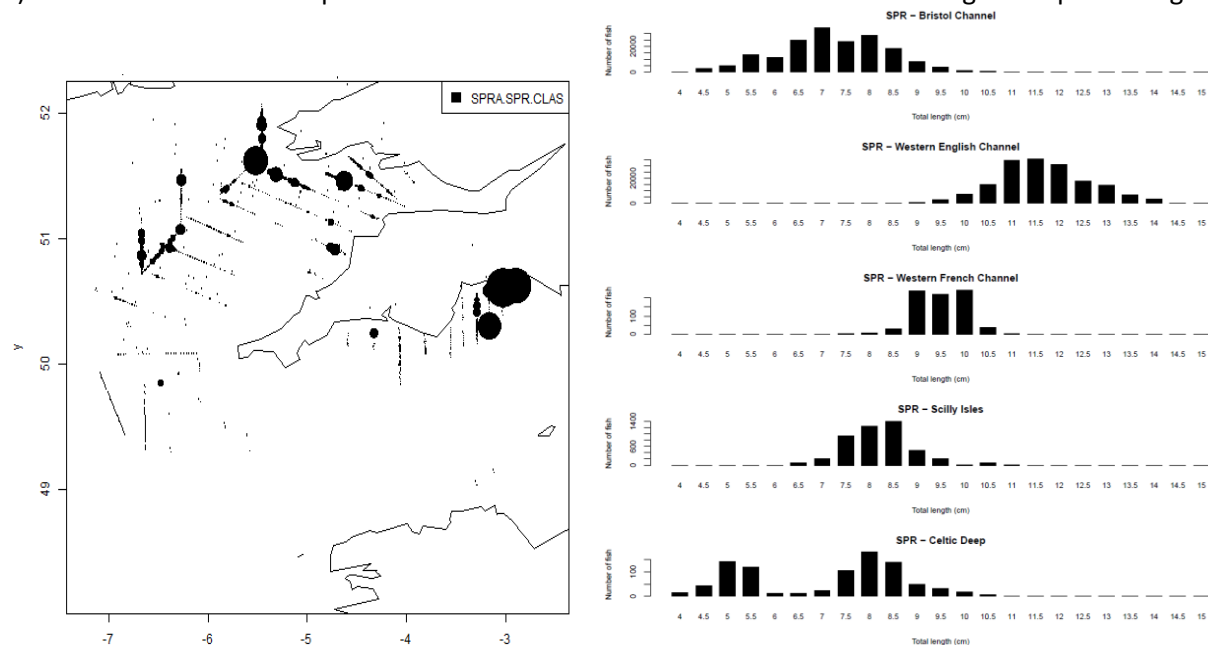 SPRA.SPR.CLAS
52
51
50
49
y
-7 -6 -5 -4 -3
SPR − Bristol Channel
Number of fish
0 20000
4 4.5 5 5.5 6 6.5 7 7.5 8 8.5 9 9.5 10 10.5 11 11.5 12 12.5 13 13.5 14 14.5 15
Total length (cm)
SPR − Western English Channel
Number of fish
0 20000
4 4.5 5 5.5 6 6.5 7 7.5 8 8.5 9 9.5 10 10.5 11 11.5 12 12.5 13 13.5 14 14.5 15
Total length (cm)
SPR − Western French Channel
Number of fish
0 100
4 4.5 5 5.5 6 6.5 7 7.5 8 8.5 9 9.5 10 10.5 11 11.5 12 12.5 13 13.5 14 14.5 15
Total length (cm)
SPR − Scilly Isles
Number of fish
0 600 1400
4 4.5 5 5.5 6 6.5 7 7.5 8 8.5 9 9.5 10 10.5 11 11.5 12 12.5 13 13.5 14 14.5 15
Total length (cm)
SPR − Celtic Deep
Number of fish
0 100
4 4.5 5 5.5 6 6.5 7 7.5 8 8.5 9 9.5 10 10.5 11 11.5 12 12.5 13 13.5 14 14.5 15
Total length (cm)